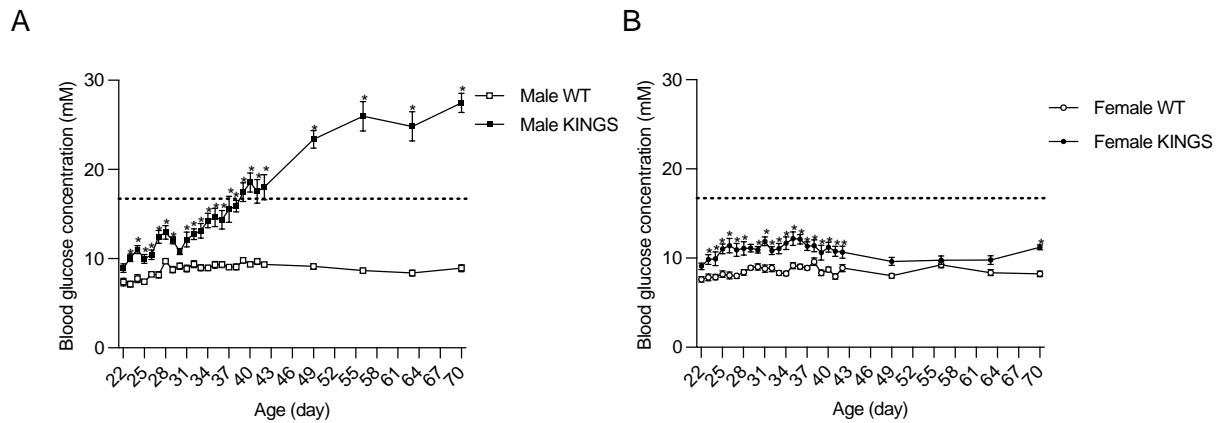 A
B
30
20
10
0
Blood glucose concentration (mM)
22 25 28 31 34 37 40 43 46 49 52 55 58 61 64 67 70
Age (day)
Male WT
Male KINGS
30
20
10
0
Blood glucose concentration (mM)
22 25 28 31 34 37 40 43 46 49 52 55 58 61 64 67 70
Age (day)
Female WT
Female KINGS